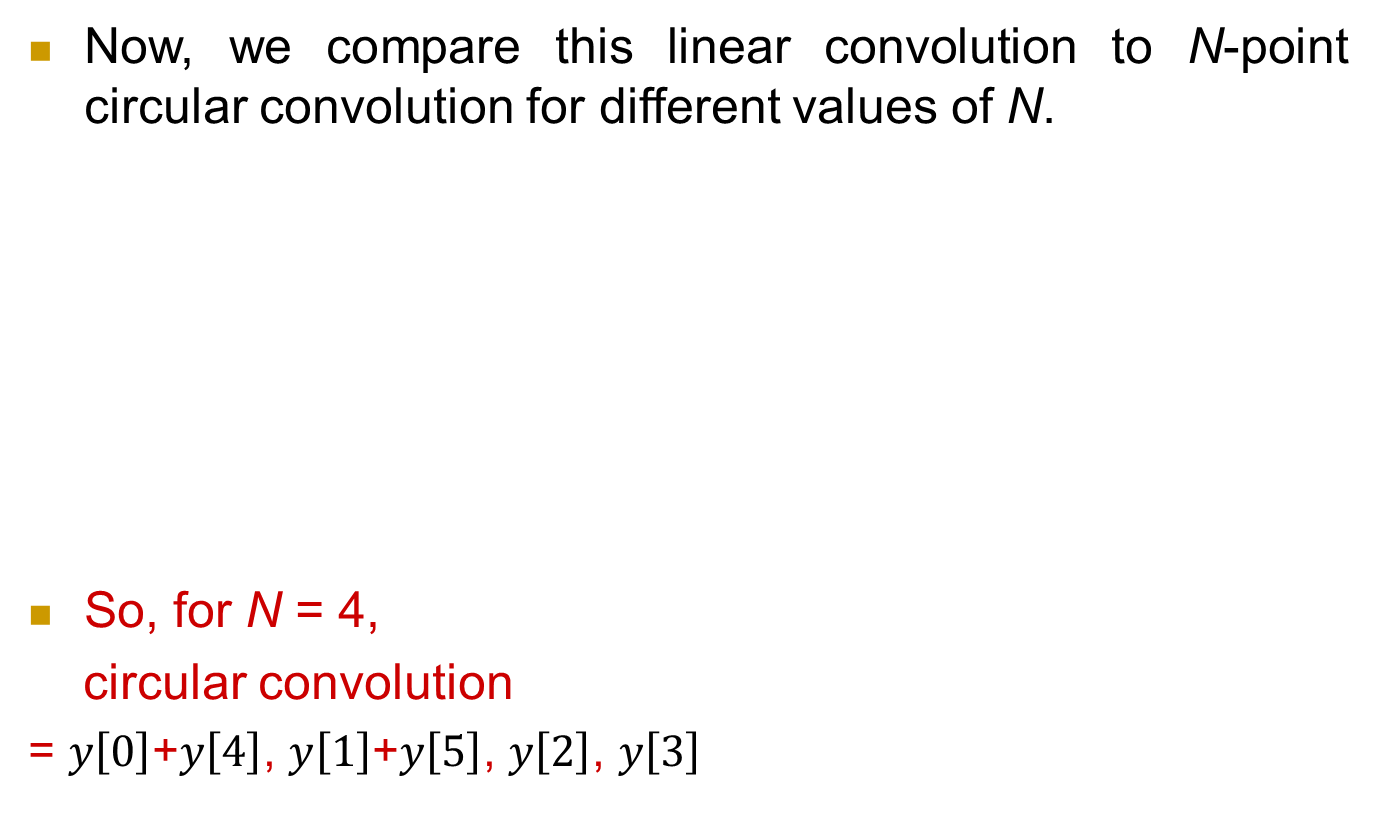 Now, we compare this linear convolution to N-point
circular convolution for different values of N.
So, for N = 4,
circular convolution
= y[0]+y[4], y[1]+y[5], y[2], y[3]